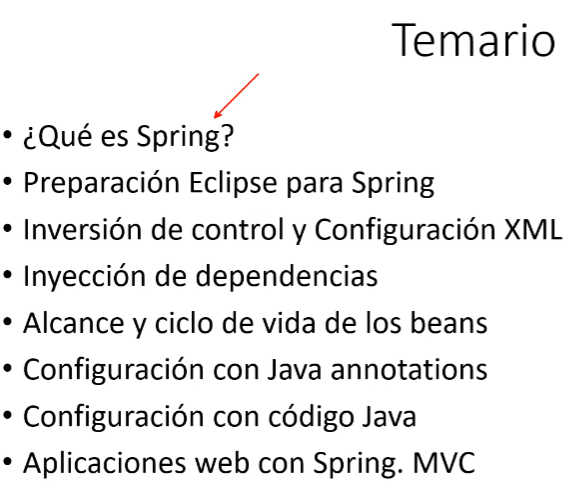 Temario
• ¿Qué es Spring?
• Preparación Eclipse para Spring
• Inversión de control y Configuración XML
• Inyección de dependencias
• Alcance y ciclo de vida de los beans
• Configuración con Java annotations
• Configuración con código Java
• Aplicaciones web con Spring. MVC